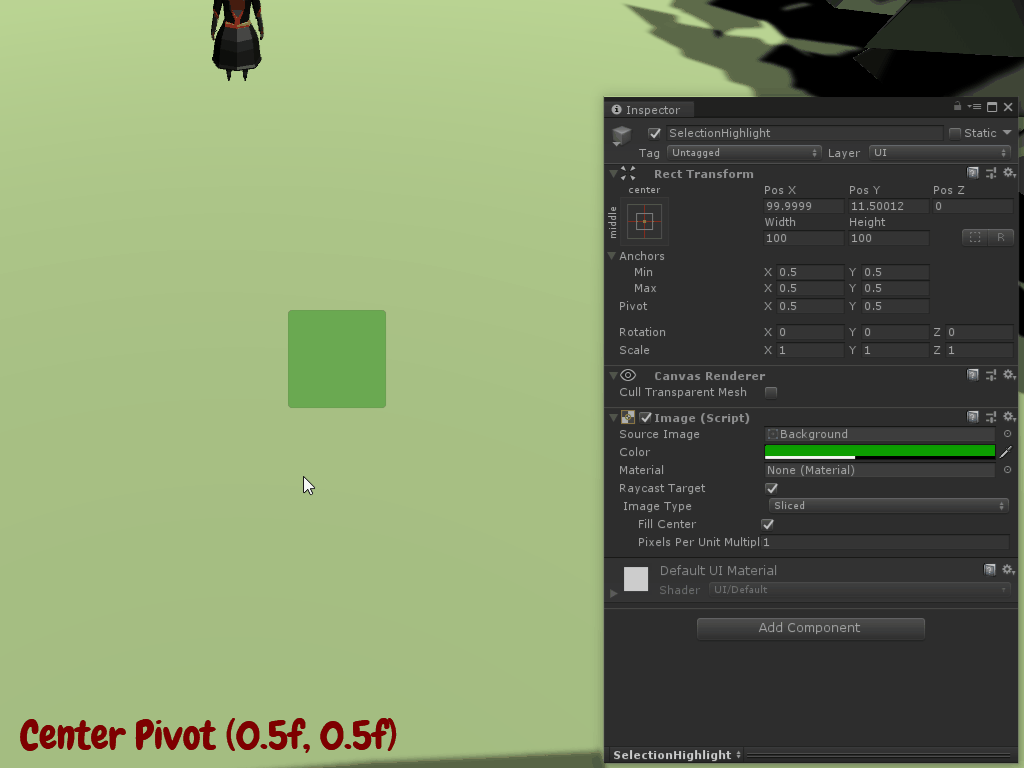 Inspector
SelectionHighlight Static
Tag Untagged Layer UI
Rect Transform
center
middle
Pos X Pos Y Pos Z
99.9999 11.50012 0
Width Height
100 100
R
Anchors
Min X 0.5 Y 0.5
Max X 0.5 Y 0.5
Pivot X 0.5 Y 0.5
Rotation X 0 Y 0 Z 0
Scale X 1 Y 1 Z 1
Canvas Renderer
Cull Transparent Mesh
Image (Script)
Source Image Background
Color
Material None (Material)
Raycast Target
Image Type Sliced
Fill Center
Pixels Per Unit Multipl 1
Default UI Material
Shader UI/Default
Add Component
Center Pivot (0.5f, 0.5f)
SelectionHighlight